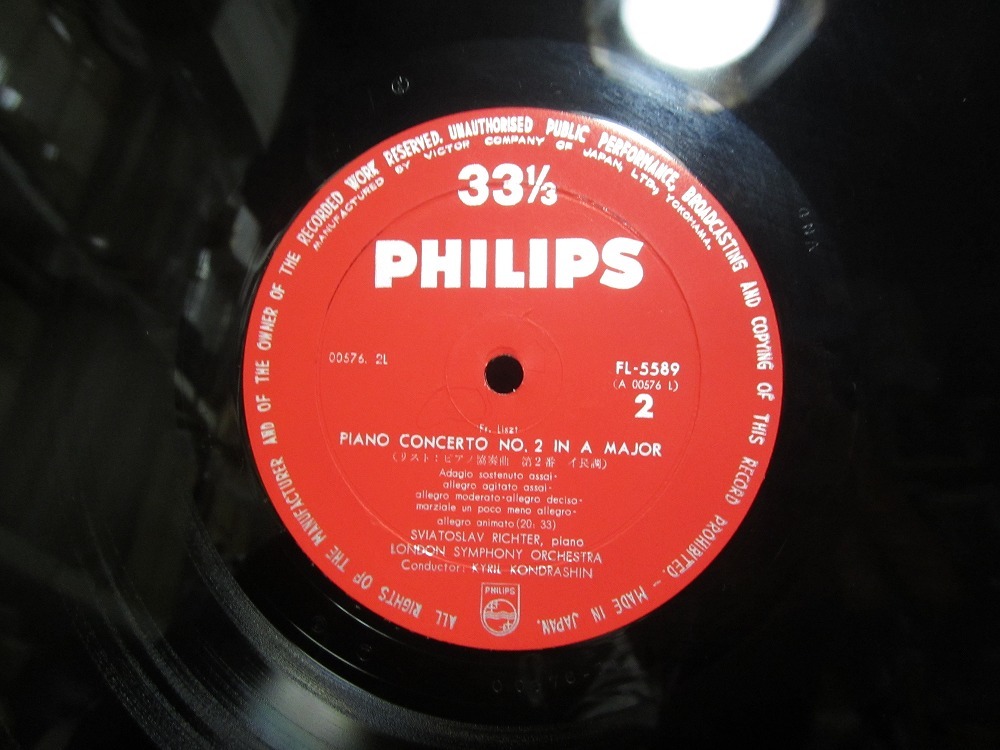 ALL RIGHTS OF THE MANUFACTURER AND OF THE OWNER OF THE RECORDED WORK RESERVED. UNAUTHORISED PUBLIC PERFORMANCE, BROADCASTING AND COPYING OF THIS RECORD PROHIBITED. - MADE IN JAPAN.
MANUFACTURED BY VICTOR COMPANY OF JAPAN, LTD., YOKOHAMA.
33⅓
PHILIPS
00576. 2L
FL-5589
(A 00576 L)
2
Fr. Liszt
PIANO CONCERTO NO. 2 IN A MAJOR
(リスト:ピアノ協奏曲 第2番 イ長調)
Adagio sostenuto assai-
allegro agitato assai-
allegro moderato-allegro deciso-
marziale un poco meno allegro-
allegro animato (20: 33)
SVIATOSLAV RICHTER, piano
LONDON SYMPHONY ORCHESTRA
Conductor: KYRIL KONDRASHIN
PHILIPS